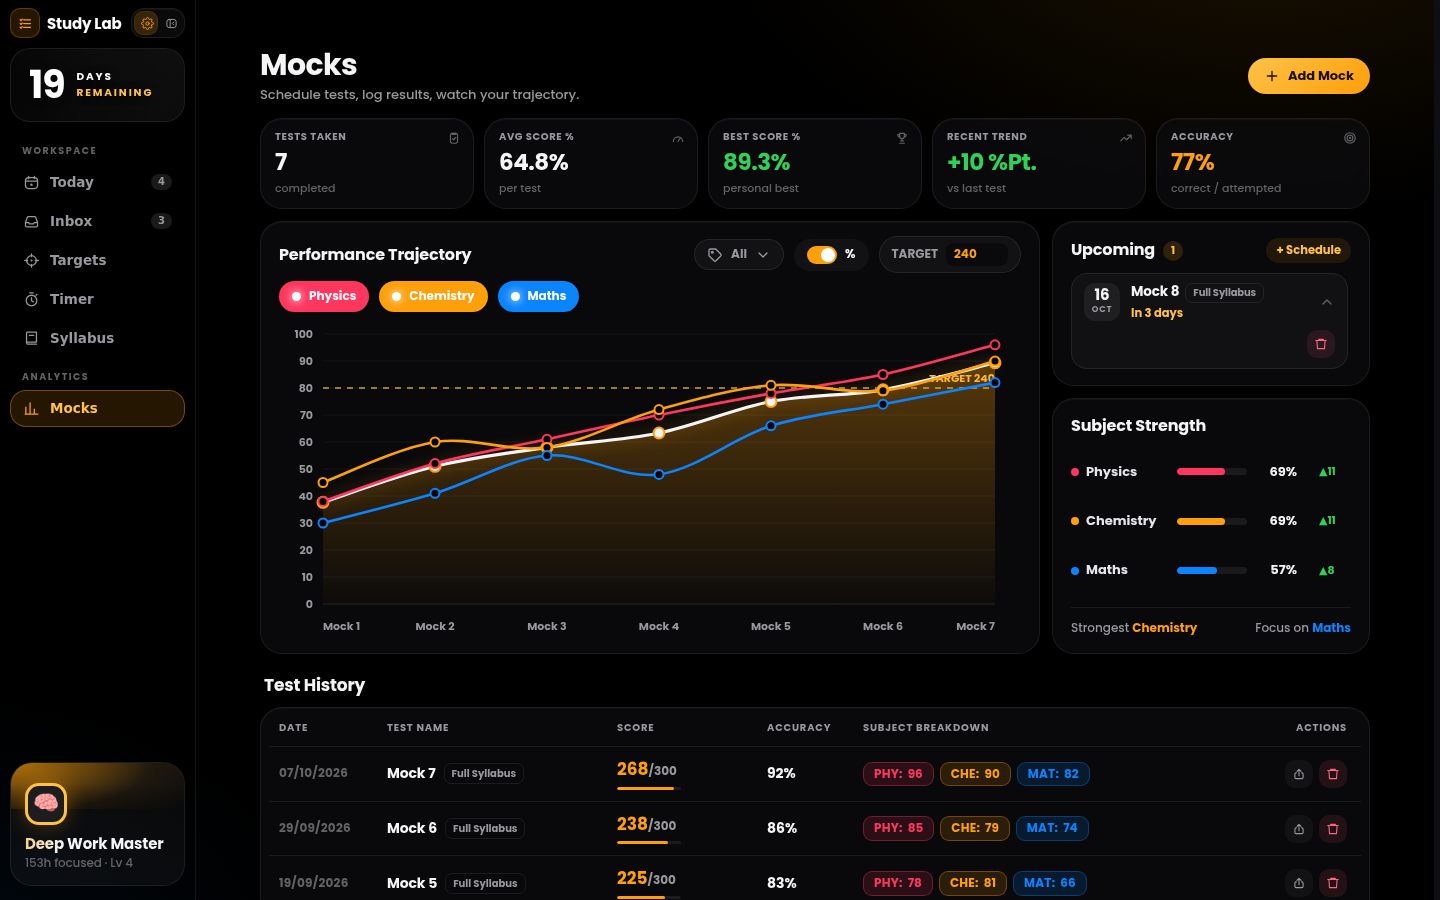 Study Lab
19 DAYS REMAINING
WORKSPACE
Today 4
Inbox 3
Targets
Timer
Syllabus
ANALYTICS
Mocks
Deep Work Master
153h focused · Lv 4
Mocks
Schedule tests, log results, watch your trajectory.
+ Add Mock
TESTS TAKEN
7
completed
AVG SCORE %
64.8%
per test
BEST SCORE %
89.3%
personal best
RECENT TREND
+10 %Pt.
vs last test
ACCURACY
77%
correct / attempted
Performance Trajectory
All
%
TARGET 240
Physics
Chemistry
Maths
100
90
80
70
60
50
40
30
20
10
0
TARGET 240
Mock 1
Mock 2
Mock 3
Mock 4
Mock 5
Mock 6
Mock 7
Upcoming 1
+ Schedule
16 OCT
Mock 8 Full Syllabus
In 3 days
Subject Strength
Physics 69% ▲11
Chemistry 69% ▲11
Maths 57% ▲8
Strongest Chemistry
Focus on Maths
Test History
DATE TEST NAME SCORE ACCURACY SUBJECT BREAKDOWN ACTIONS
07/10/2026 Mock 7 Full Syllabus 268/300 92% PHY: 96 CHE: 90 MAT: 82
29/09/2026 Mock 6 Full Syllabus 238/300 86% PHY: 85 CHE: 79 MAT: 74
19/09/2026 Mock 5 Full Syllabus 225/300 83% PHY: 78 CHE: 81 MAT: 66